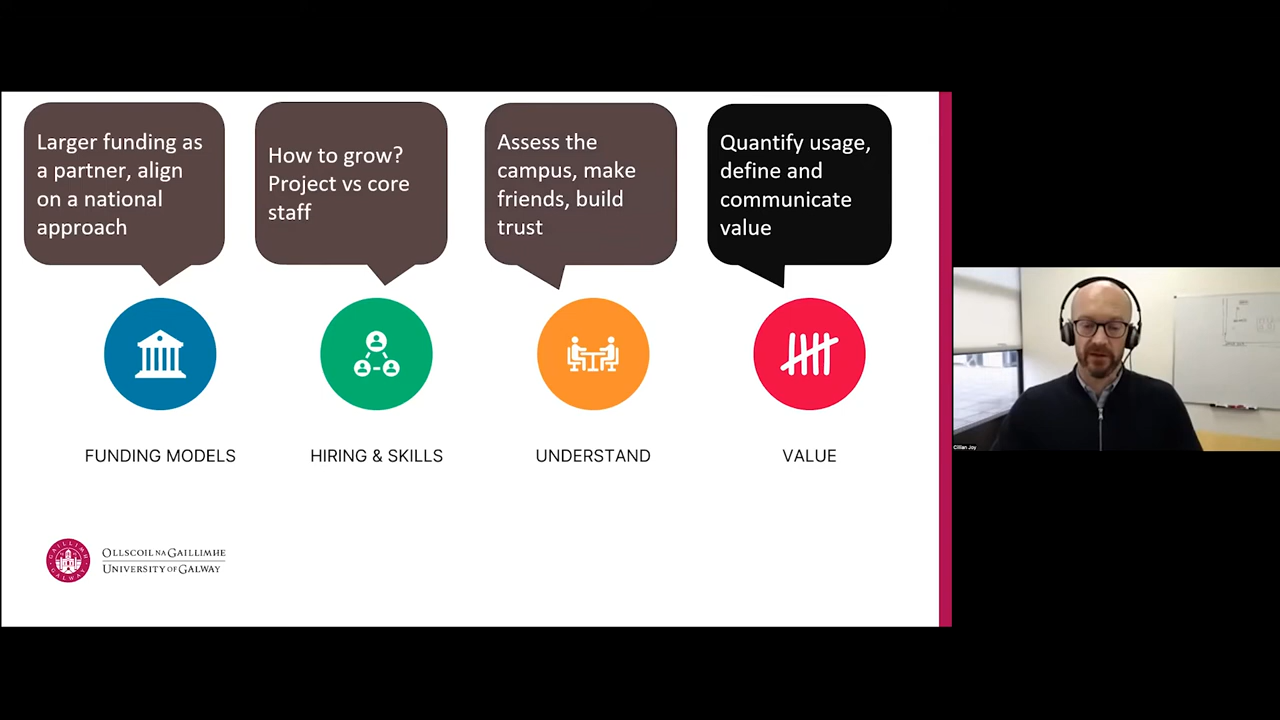 Larger funding as
a partner, align
on a national
approach
How to grow?
Project vs core
staff
Assess the
campus, make
friends, build
trust
Quantify usage,
define and
communicate
value
FUNDING MODELS
HIRING & SKILLS
UNDERSTAND
VALUE
OLLSCOIL NA GAILLIMHE
UNIVERSITY OF GALWAY
Cillian Joy